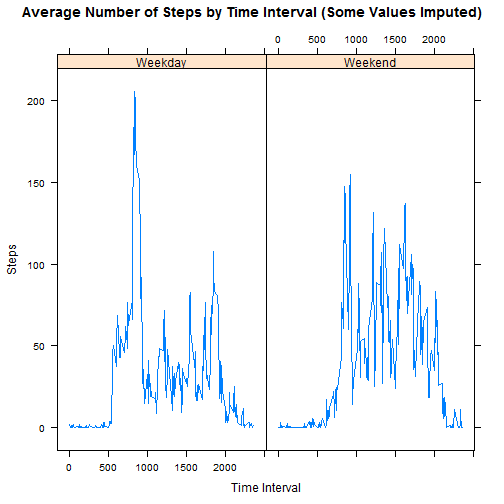 Average Number of Steps by Time Interval (Some Values Imputed)
0 500 1000 1500 2000
Weekday Weekend
200
150
100
50
0
Steps
0 500 1000 1500 2000
Time Interval